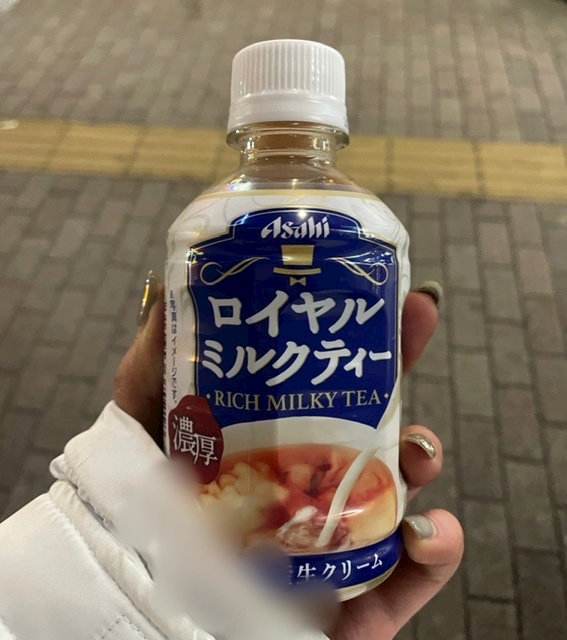 Asahi
ロイヤル
ミルクティー
RICH MILKY TEA
濃厚
写真はイメージです。
生クリーム